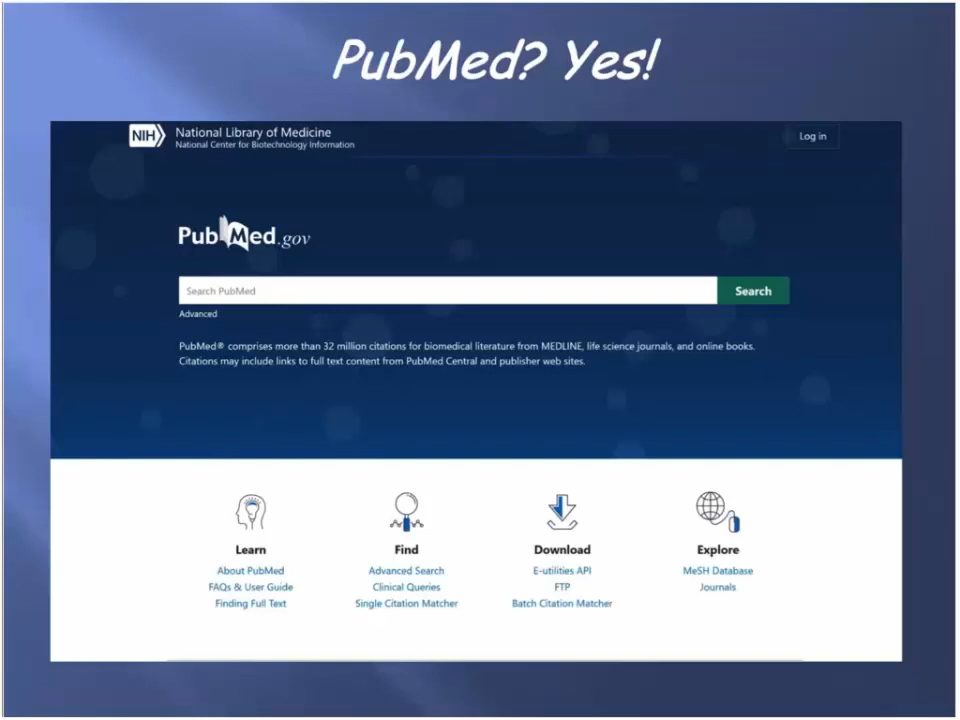 PubMed? Yes!
NIH
National Library of Medicine
National Center for Biotechnology Information
Log in
PubMed.gov
Search PubMed
Search
Advanced
PubMed® comprises more than 32 million citations for biomedical literature from MEDLINE, life science journals, and online books.
Citations may include links to full text content from PubMed Central and publisher web sites.
Learn
About PubMed
FAQs & User Guide
Finding Full Text
Find
Advanced Search
Clinical Queries
Single Citation Matcher
Download
E-utilities API
FTP
Batch Citation Matcher
Explore
MeSH Database
Journals